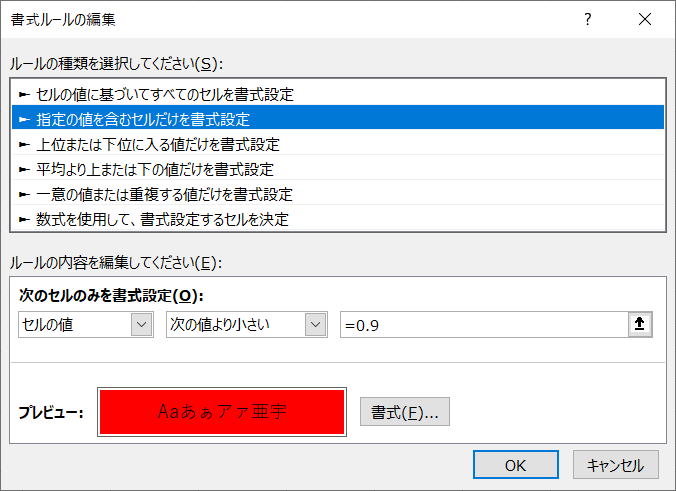 書式ルールの編集 ? ×
ルールの種類を選択してください(S):
► セルの値に基づいてすべてのセルを書式設定
► 指定の値を含むセルだけを書式設定
► 上位または下位に入る値だけを書式設定
► 平均より上または下の値だけを書式設定
► 一意の値または重複する値だけを書式設定
► 数式を使用して、書式設定するセルを決定
ルールの内容を編集してください(E):
次のセルのみを書式設定(O):
セルの値 次の値より小さい =0.9
プレビュー: Aaあぁアァ亜宇 書式(F)...
OK キャンセル